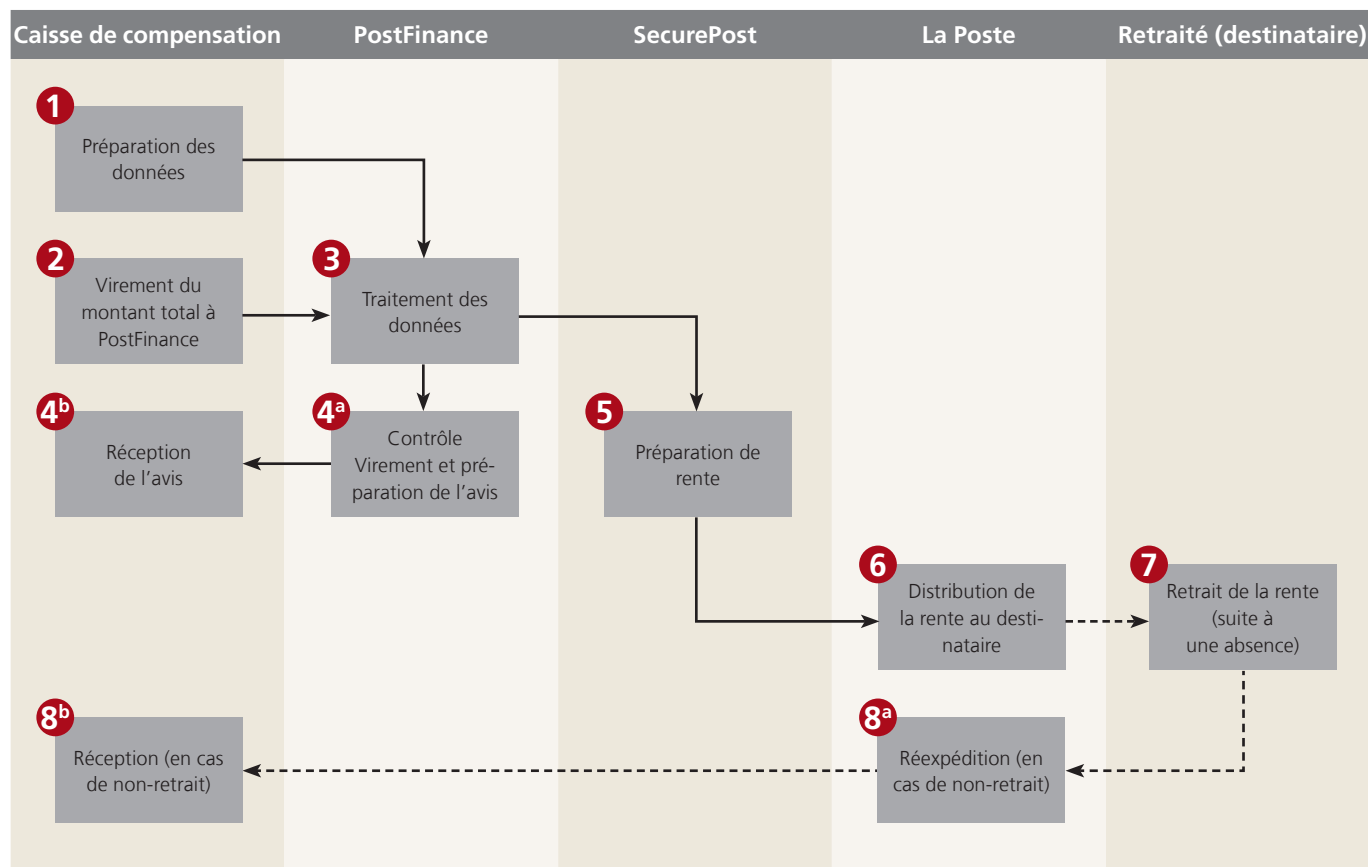 Caisse de compensation
PostFinance
SecurePost
La Poste
Retraité (destinataire)
1
Préparation des
données
2
Virement du
montant total à
PostFinance
3
Traitement des
données
4b
Réception
de l’avis
4a
Contrôle
Virement et pré-
paration de l’avis
5
Préparation de
rente
6
Distribution de
la rente au desti-
nataire
7
Retrait de la rente
(suite à
une absence)
8b
Réception (en cas
de non-retrait)
8a
Réexpédition (en
cas de non-retrait)